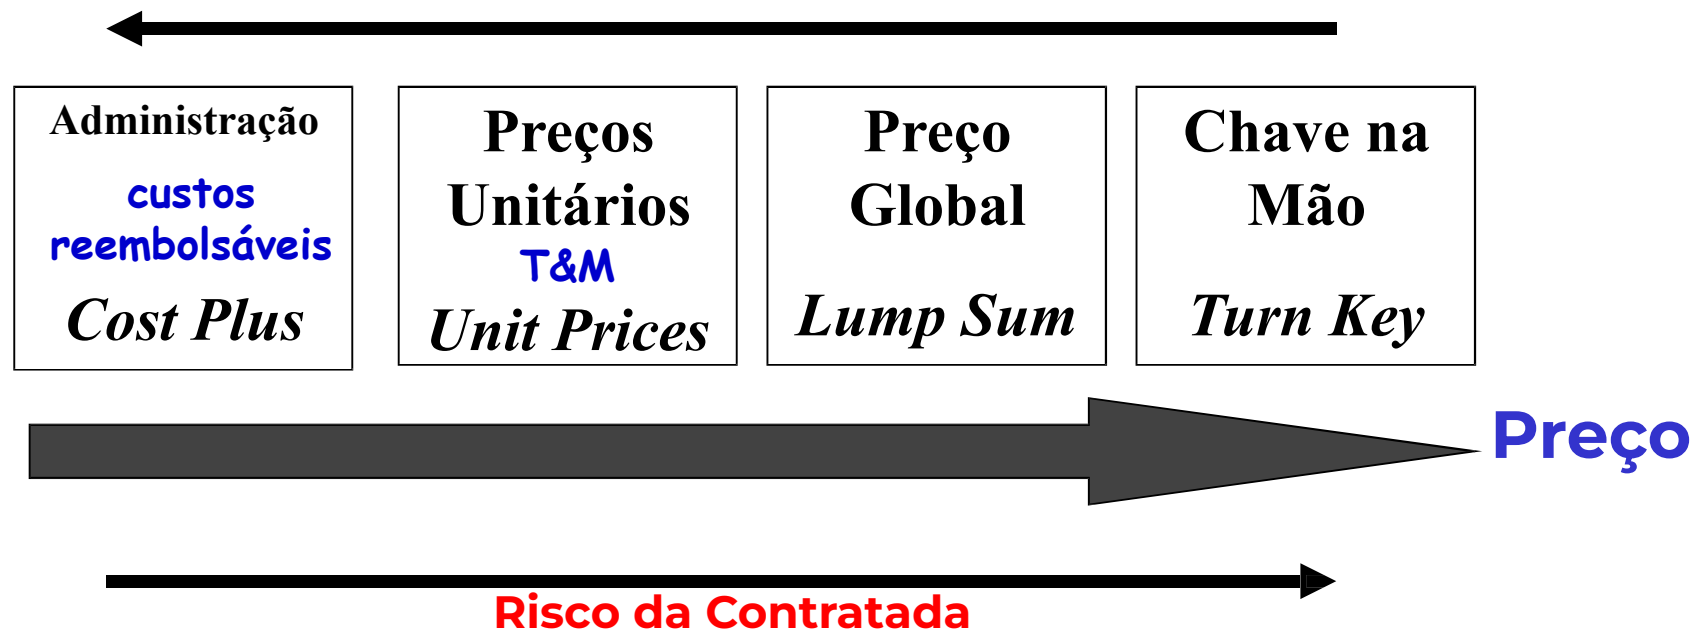 Administração
custos
reembolsáveis
Cost Plus
Preços
Unitários
T&M
Unit Prices
Preço
Global
Lump Sum
Chave na
Mão
Turn Key
Preço
Risco da Contratada